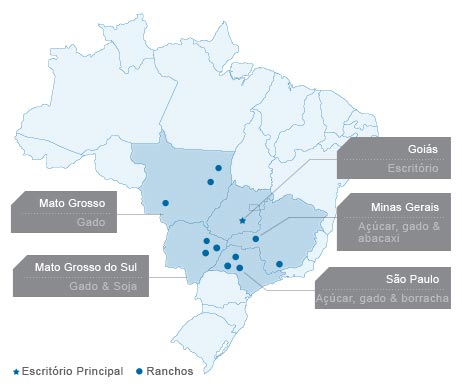 Goiás
Escritório
Mato Grosso
Gado
Minas Gerais
Açúcar, gado &
abacaxi
Mato Grosso do Sul
Gado & Soja
São Paulo
Açúcar, gado & borracha
Escritório Principal
Ranchos